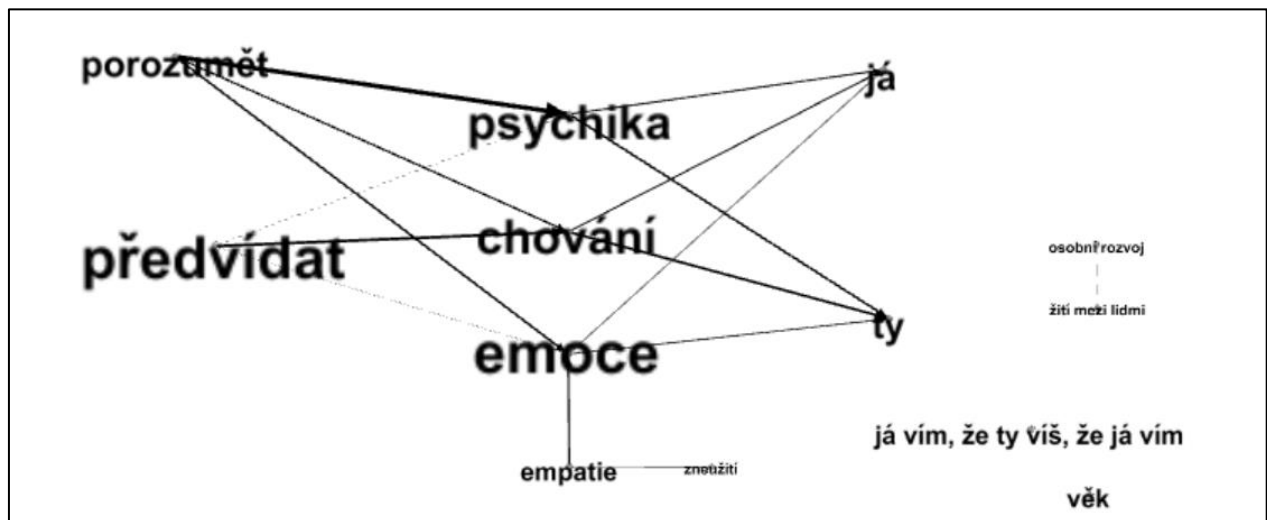 porozumět
já
psychika
chování
předvídat
osobní rozvoj
žití mezi lidmi
ty
emoce
já vím, že ty víš, že já vím
empatie
zneužití
věk